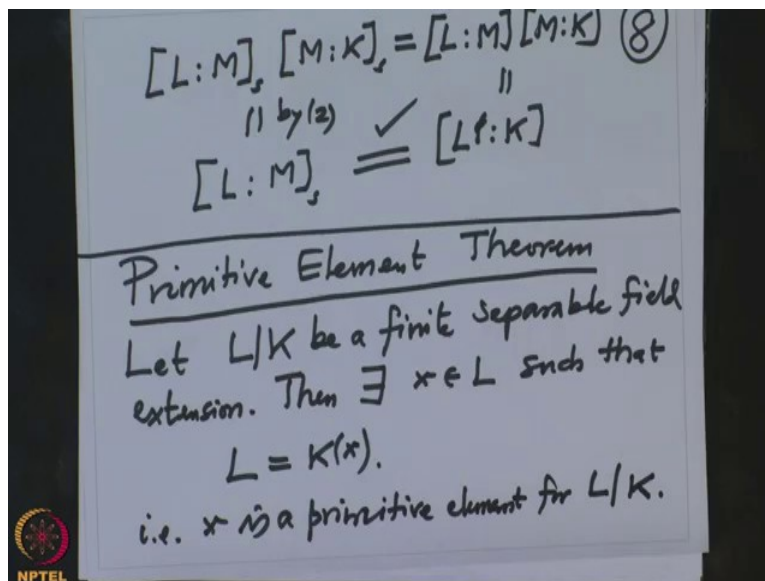 [L:M]ₛ [M:K]ₛ = [L:M] [M:K] ⑧
|| by (2) ✓ ||
[L:M]ₛ = [L:K]
Primitive Element Theorem
Let L|K be a finite separable field
extension. Then ∃ x ∈ L such that
L = K(x).
i.e. x is a primitive element for L/K.
NPTEL